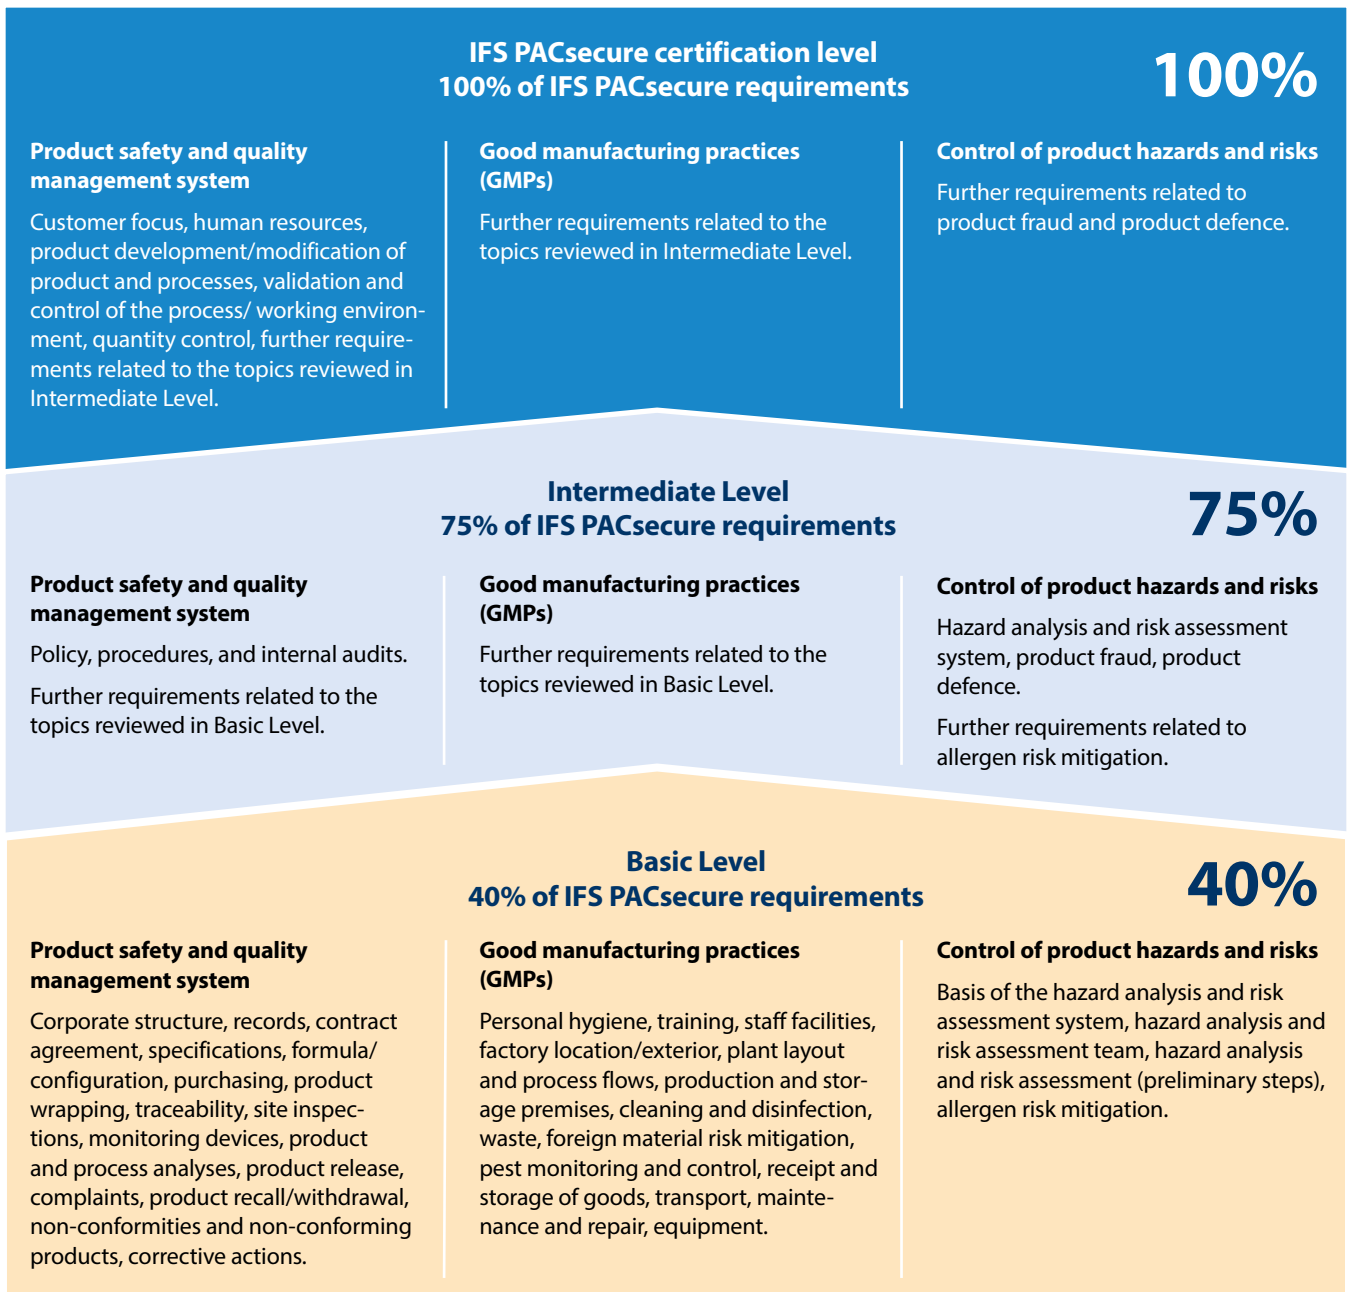 IFS PACsecure certification level
100% of IFS PACsecure requirements
100%
Product safety and quality
management system
Customer focus, human resources,
product development/modification of
product and processes, validation and
control of the process/ working environ-
ment, quantity control, further require-
ments related to the topics reviewed in
Intermediate Level.
Good manufacturing practices
(GMPs)
Further requirements related to the
topics reviewed in Intermediate Level.
Control of product hazards and risks
Further requirements related to
product fraud and product defence.
Intermediate Level
75% of IFS PACsecure requirements
75%
Product safety and quality
management system
Policy, procedures, and internal audits.
Further requirements related to the
topics reviewed in Basic Level.
Good manufacturing practices
(GMPs)
Further requirements related to the
topics reviewed in Basic Level.
Control of product hazards and risks
Hazard analysis and risk assessment
system, product fraud, product
defence.
Further requirements related to
allergen risk mitigation.
Basic Level
40% of IFS PACsecure requirements
40%
Product safety and quality
management system
Corporate structure, records, contract
agreement, specifications, formula/
configuration, purchasing, product
wrapping, traceability, site inspec-
tions, monitoring devices, product
and process analyses, product release,
complaints, product recall/withdrawal,
non-conformities and non-conforming
products, corrective actions.
Good manufacturing practices
(GMPs)
Personal hygiene, training, staff facilities,
factory location/exterior, plant layout
and process flows, production and stor-
age premises, cleaning and disinfection,
waste, foreign material risk mitigation,
pest monitoring and control, receipt and
storage of goods, transport, mainte-
nance and repair, equipment.
Control of product hazards and risks
Basis of the hazard analysis and risk
assessment system, hazard analysis and
risk assessment team, hazard analysis
and risk assessment (preliminary steps),
allergen risk mitigation.